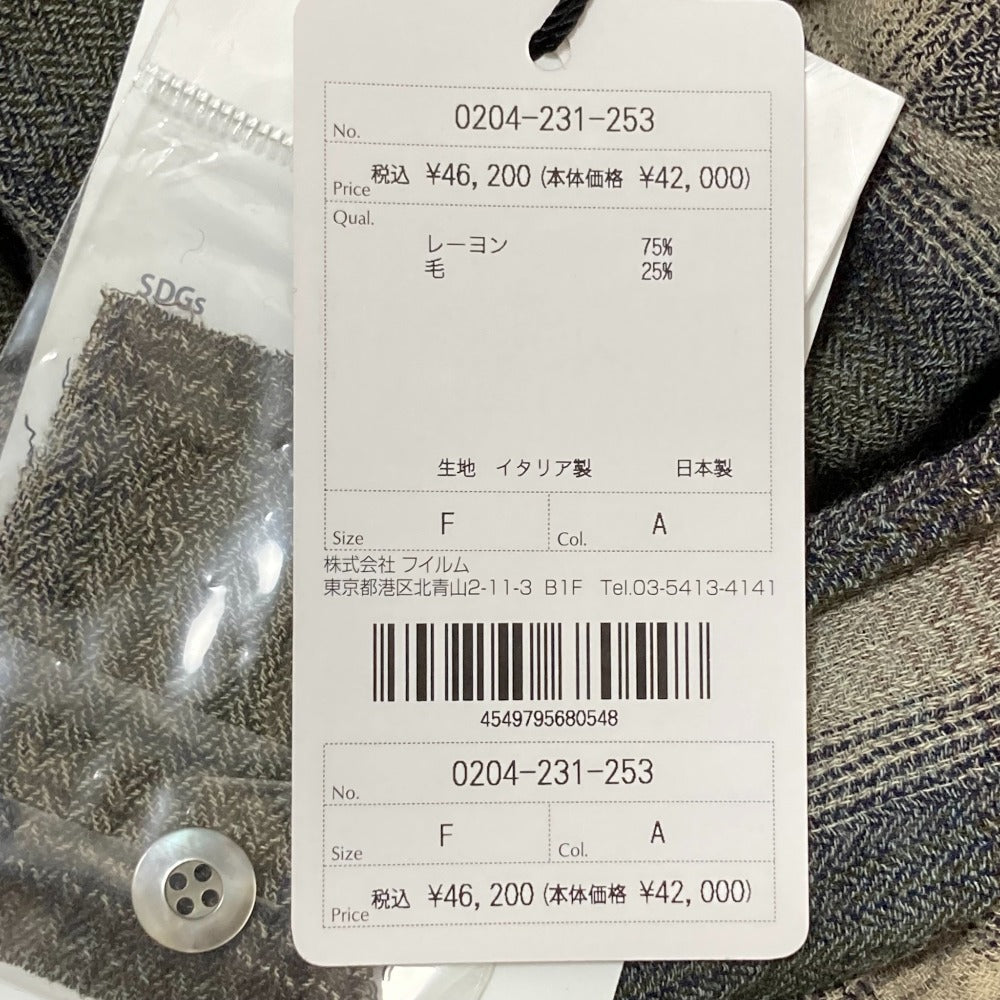 No. 0204-231-253
Price 税込 ¥46,200 (本体価格 ¥42,000)
Qual.
レーヨン 75%
毛 25%
生地 イタリア製 日本製
Size F Col. A
株式会社 フイルム
東京都港区北青山2-11-3 B1F Tel.03-5413-4141
4549795680548
No. 0204-231-253
Size F Col. A
Price 税込 ¥46,200 (本体価格 ¥42,000)
SDGs